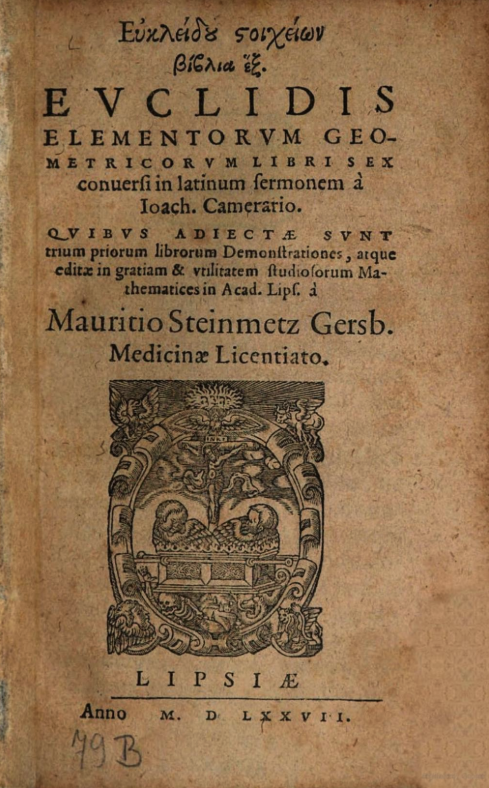 Εὐκλείδου ϛοιχείων
βίβλια ἕξ.
EVCLIDIS
ELEMENTORVM GEO-
METRICORVM LIBRI SEX
conuersi in latinum sermonem à
Ioach. Camerario.
QVIBVS ADIECTÆ SVNT
trium priorum librorum Demonstrationes, atque
editæ in gratiam & vtilitatem studiosorum Ma-
thematices in Acad. Lips. à
Mauritio Steinmetz Gersb.
Medicinæ Licentiato.
LIPSIÆ
Anno M. D LXXVII.
79 B